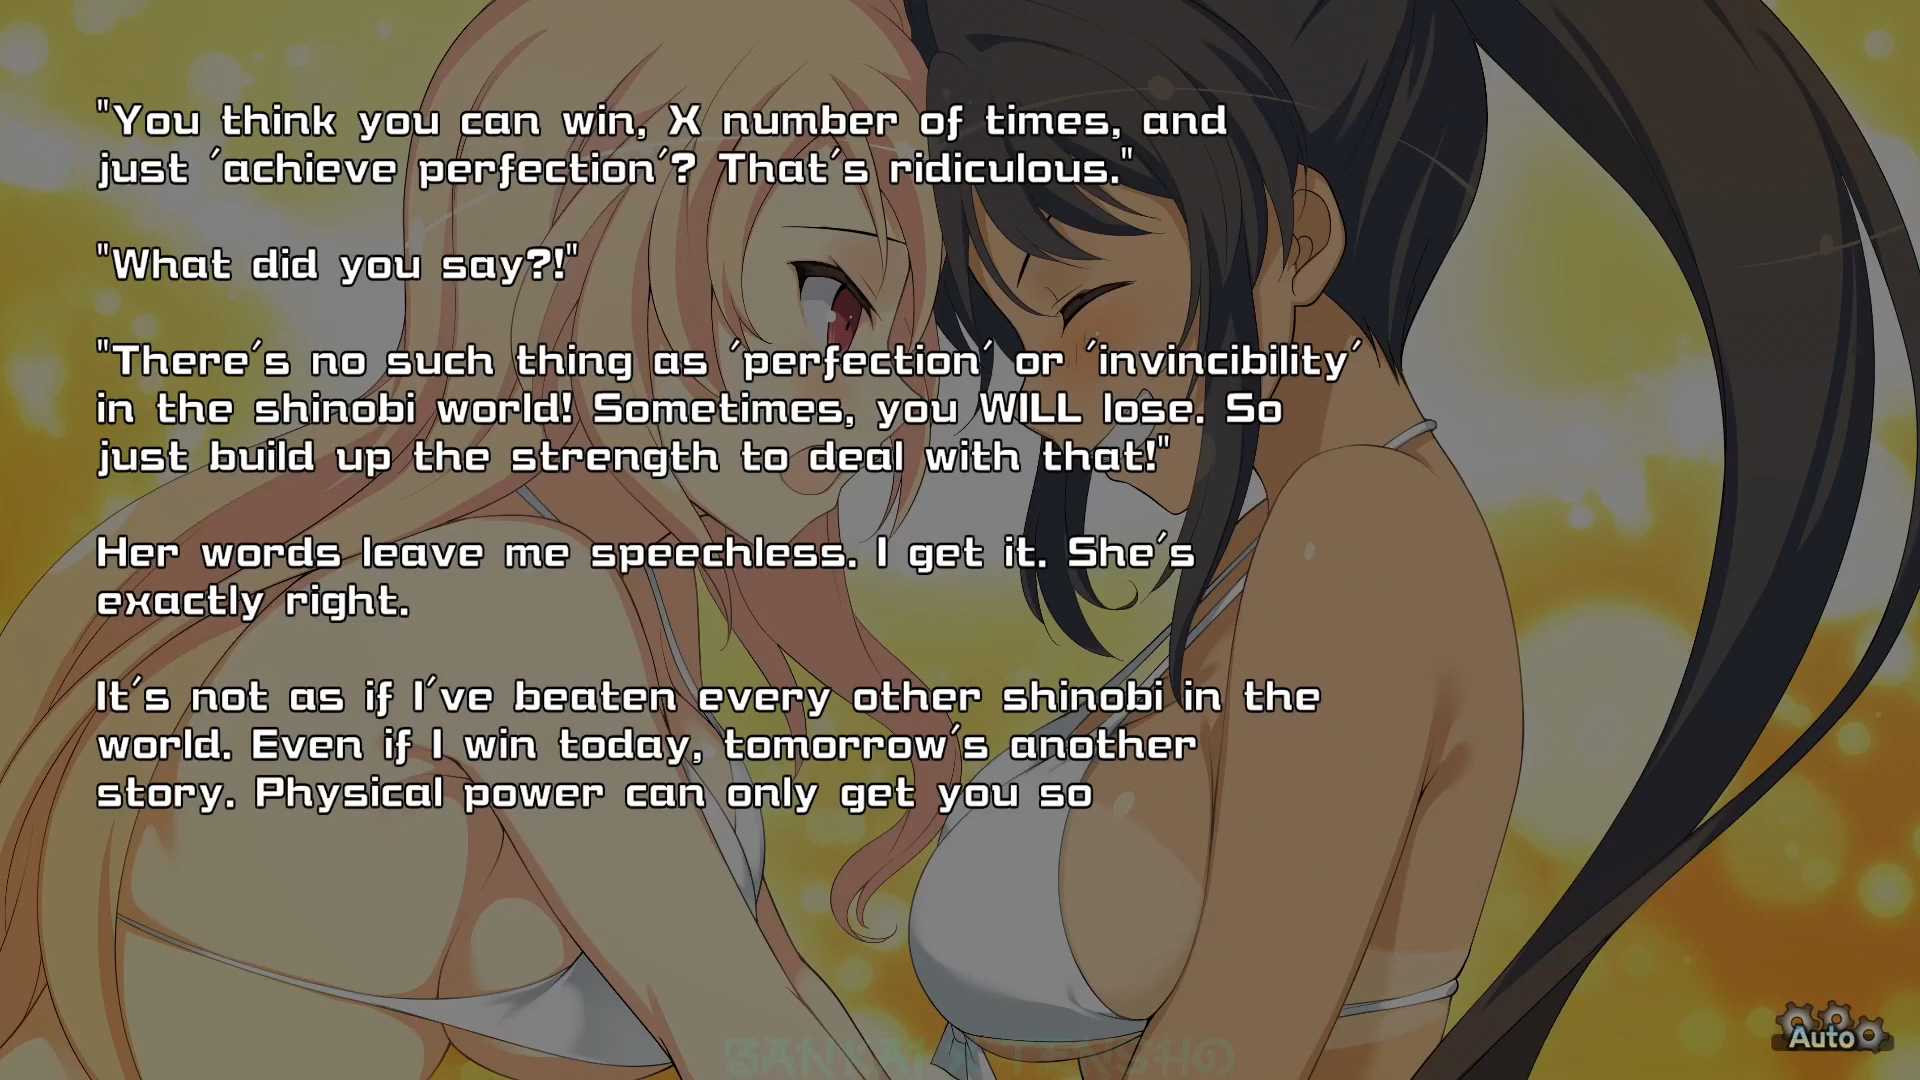 "You think you can win, X number of times, and
just 'achieve perfection'? That's ridiculous."
"What did you say?!"
"There's no such thing as 'perfection' or 'invincibility'
in the shinobi world! Sometimes, you WILL lose. So
just build up the strength to deal with that!"
Her words leave me speechless. I get it. She's
exactly right.
It's not as if I've beaten every other shinobi in the
world. Even if I win today, tomorrow's another
story. Physical power can only get you so
Auto
BANKAI X TENSHO